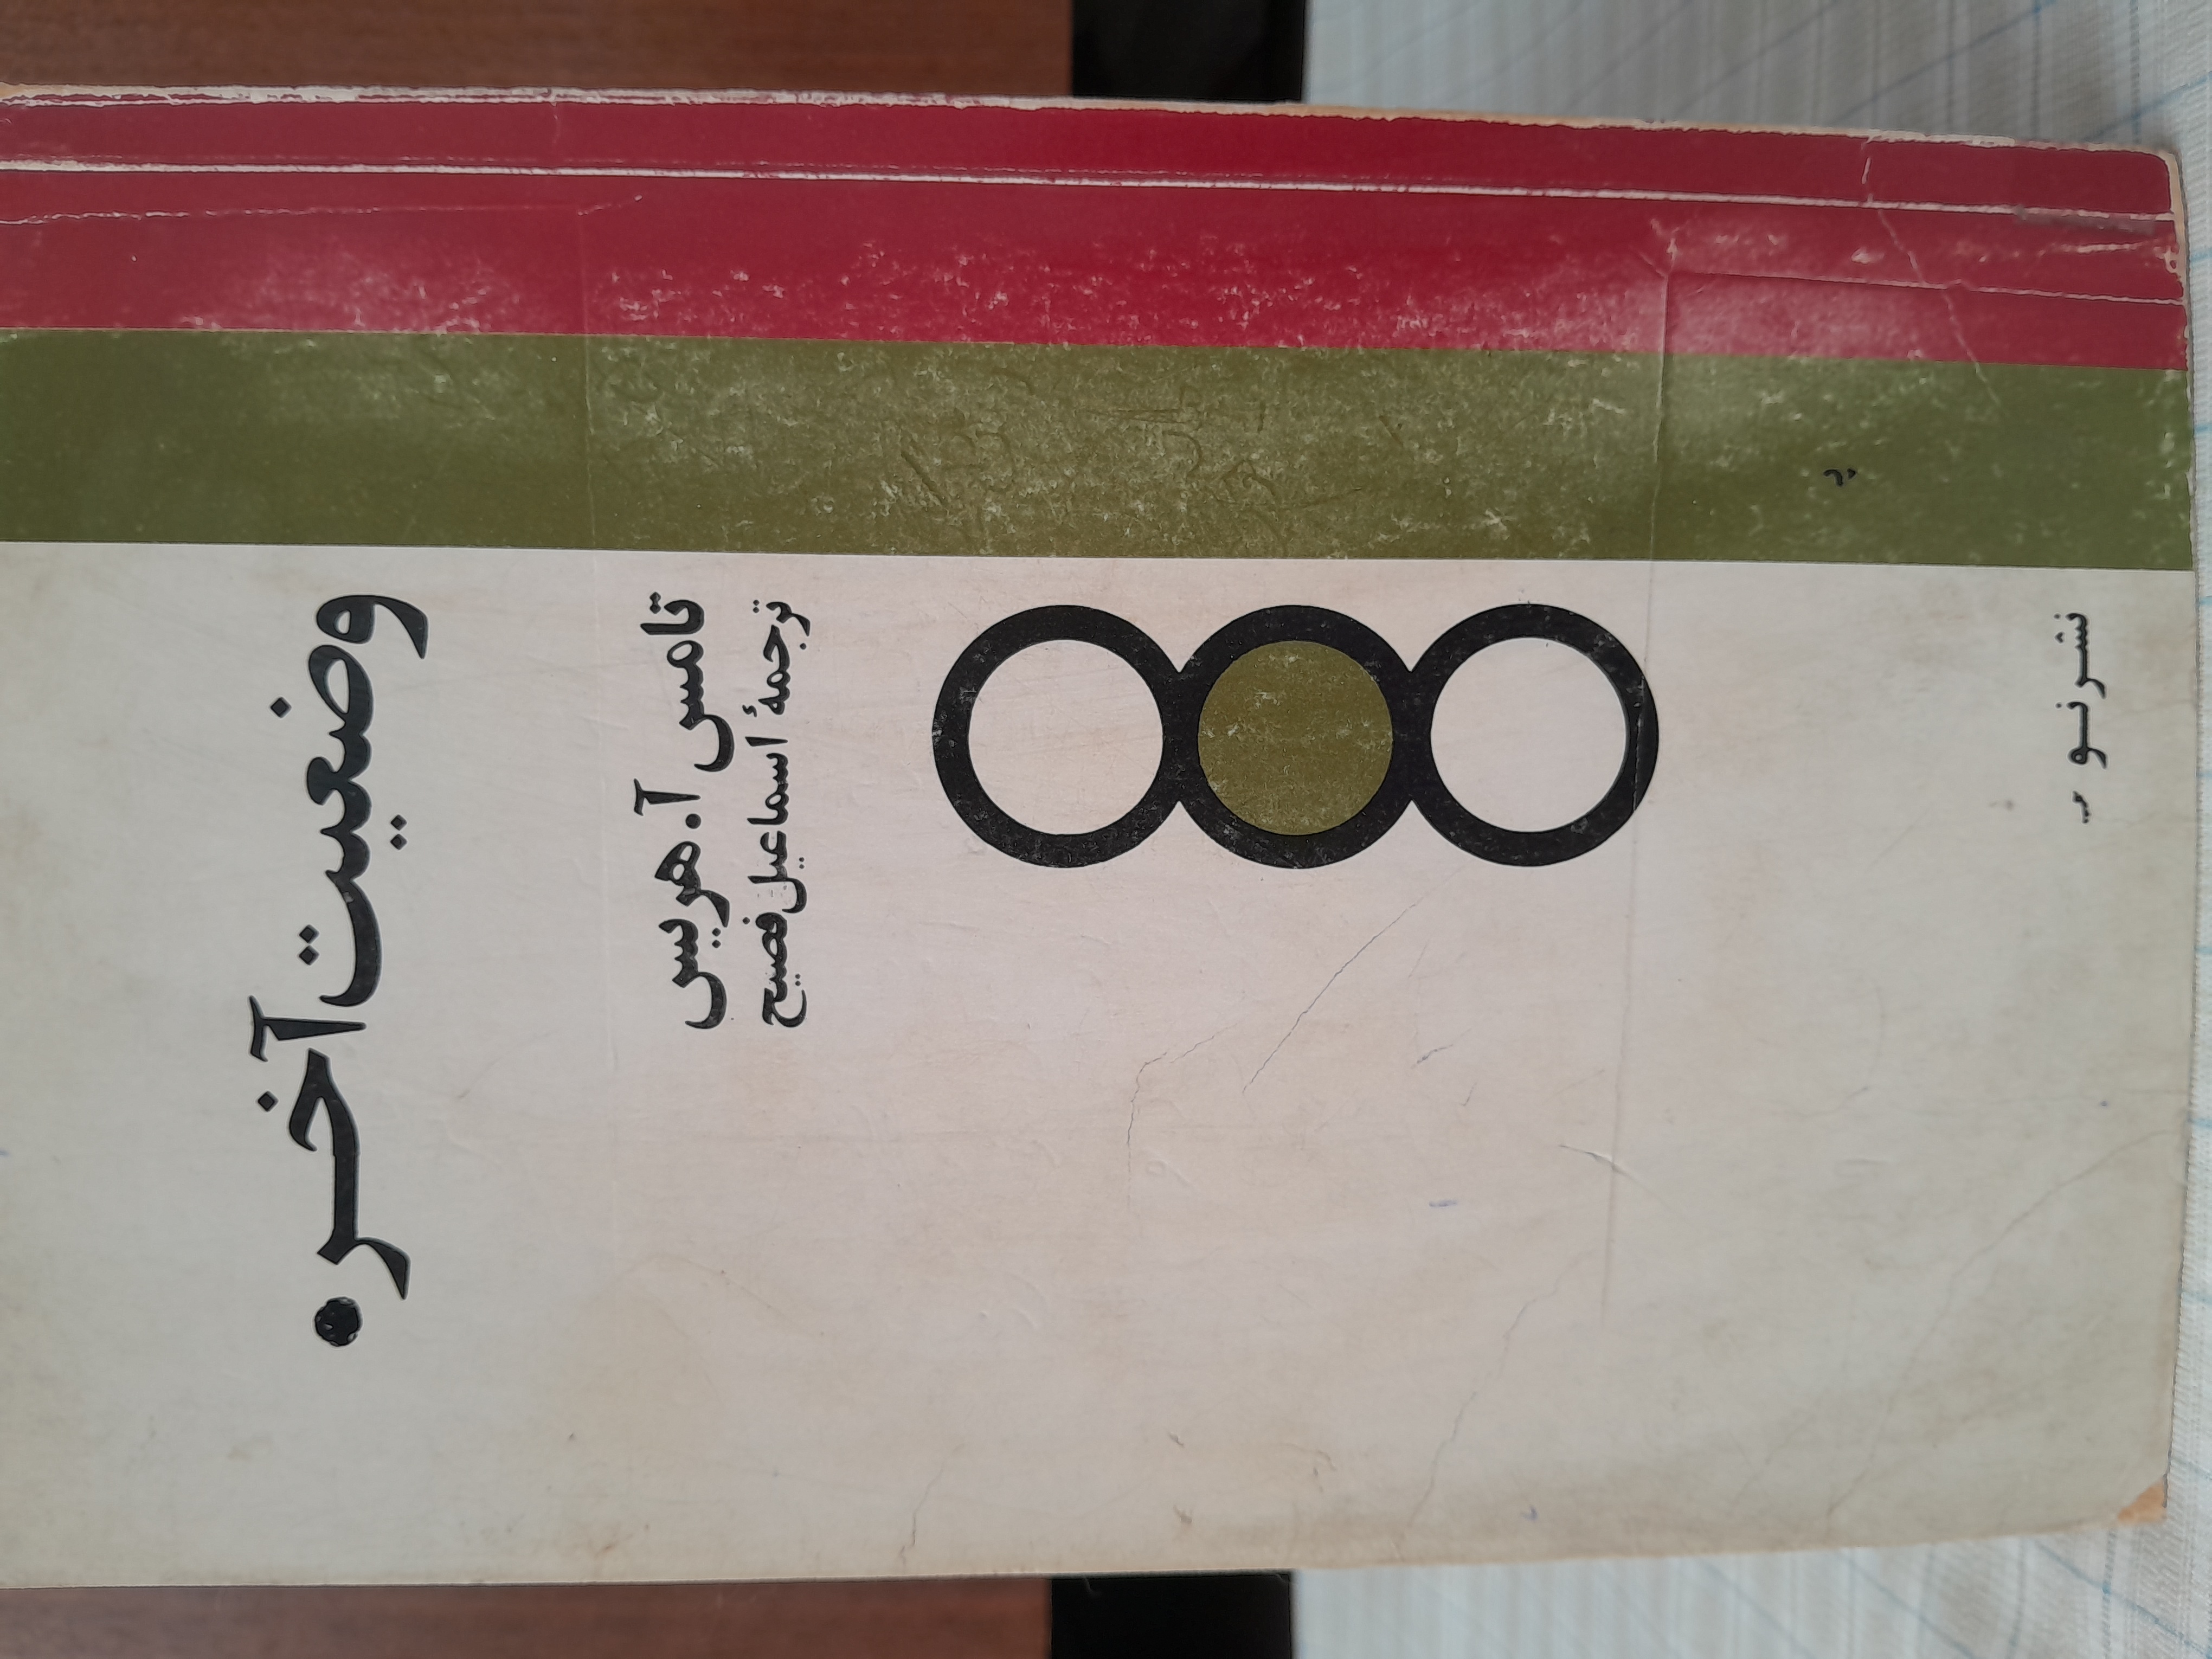 وضعیت آخر
تامس آ. هریس
ترجمهٔ اسماعیل فصیح
نشر نو